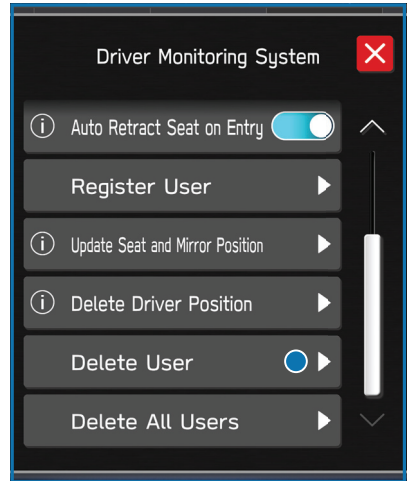 Driver Monitoring System
Auto Retract Seat on Entry
Register User
Update Seat and Mirror Position
Delete Driver Position
Delete User
Delete All Users